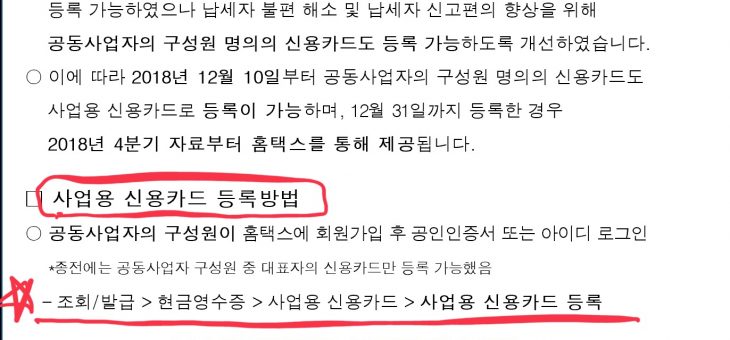 등록 가능하였으나 납세자 불편 해소 및 납세자 신고편의 향상을 위해
공동사업자의 구성원 명의의 신용카드도 등록 가능하도록 개선하였습니다.
○ 이에 따라 2018년 12월 10일부터 공동사업자의 구성원 명의의 신용카드도
사업용 신용카드로 등록이 가능하며, 12월 31일까지 등록한 경우
2018년 4분기 자료부터 홈택스를 통해 제공됩니다.
□ 사업용 신용카드 등록방법
○ 공동사업자의 구성원이 홈택스에 회원가입 후 공인인증서 또는 아이디 로그인
*종전에는 공동사업자 구성원 중 대표자의 신용카드만 등록 가능했음
- 조회/발급 > 현금영수증 > 사업용 신용카드 > 사업용 신용카드 등록